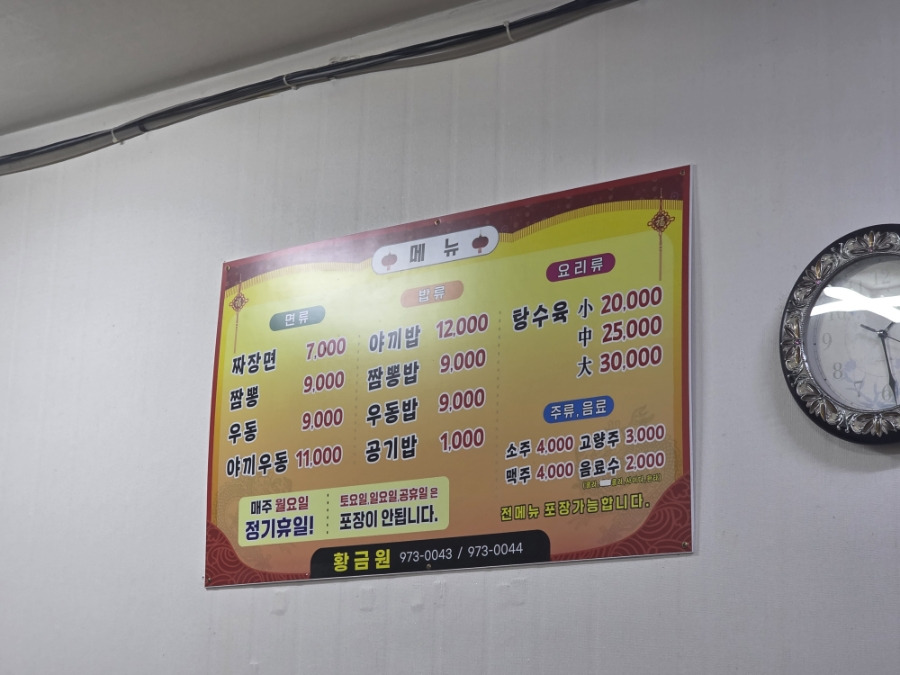 메뉴
면류
짜장면 7,000
짬뽕 9,000
우동 9,000
야끼우동 11,000
밥류
야끼밥 12,000
짬뽕밥 9,000
우동밥 9,000
공기밥 1,000
요리류
탕수육 小 20,000
中 25,000
大 30,000
주류,음료
소주 4,000 고량주 3,000
맥주 4,000 음료수 2,000
매주 월요일
정기휴일!
토요일,일요일,공휴일은
포장이 안됩니다.
전메뉴 포장가능합니다.
황금원 973-0043 / 973-0044
9
8
7
6